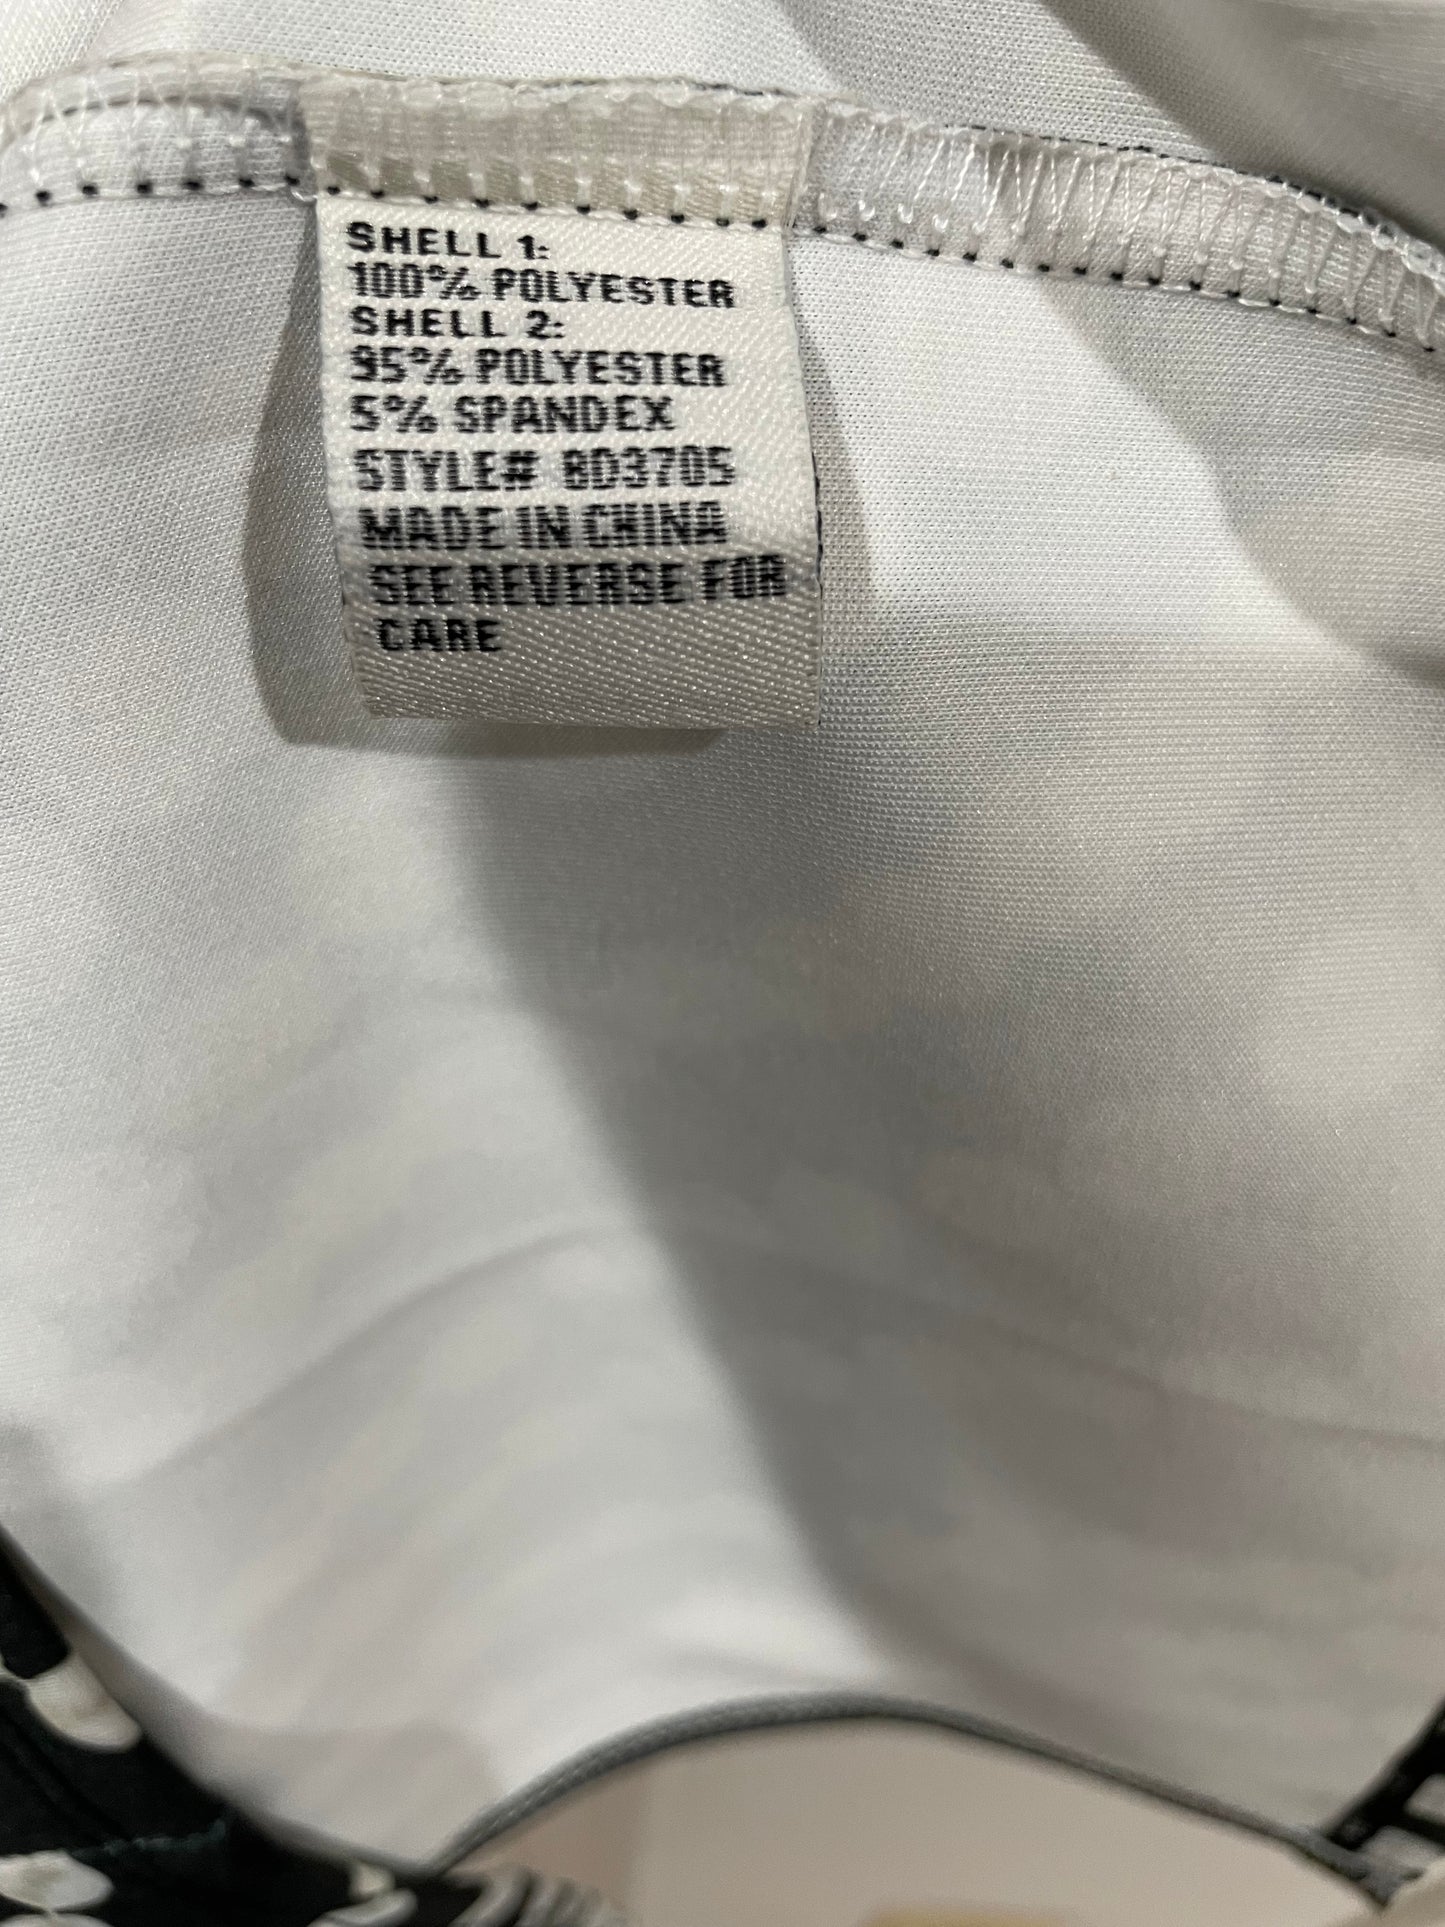 SHELL 1:
100% POLYESTER
SHELL 2:
95% POLYESTER
5% SPANDEX
STYLE# 8D3705
MADE IN CHINA
SEE REVERSE FOR
CARE